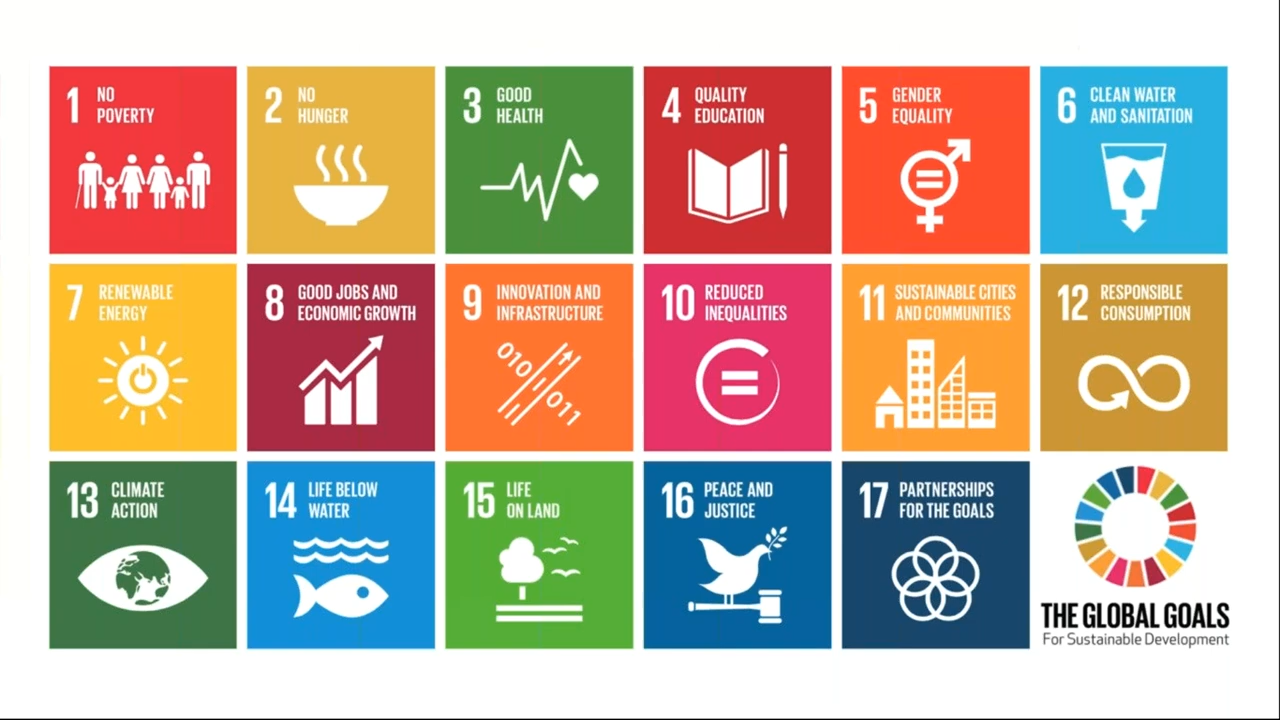 1 NO
POVERTY
2 NO
HUNGER
3 GOOD
HEALTH
4 QUALITY
EDUCATION
5 GENDER
EQUALITY
6 CLEAN WATER
AND SANITATION
7 RENEWABLE
ENERGY
8 GOOD JOBS AND
ECONOMIC GROWTH
9 INNOVATION AND
INFRASTRUCTURE
010
011
10 REDUCED
INEQUALITIES
11 SUSTAINABLE CITIES
AND COMMUNITIES
12 RESPONSIBLE
CONSUMPTION
13 CLIMATE
ACTION
14 LIFE BELOW
WATER
15 LIFE
ON LAND
16 PEACE AND
JUSTICE
17 PARTNERSHIPS
FOR THE GOALS
THE GLOBAL GOALS
For Sustainable Development